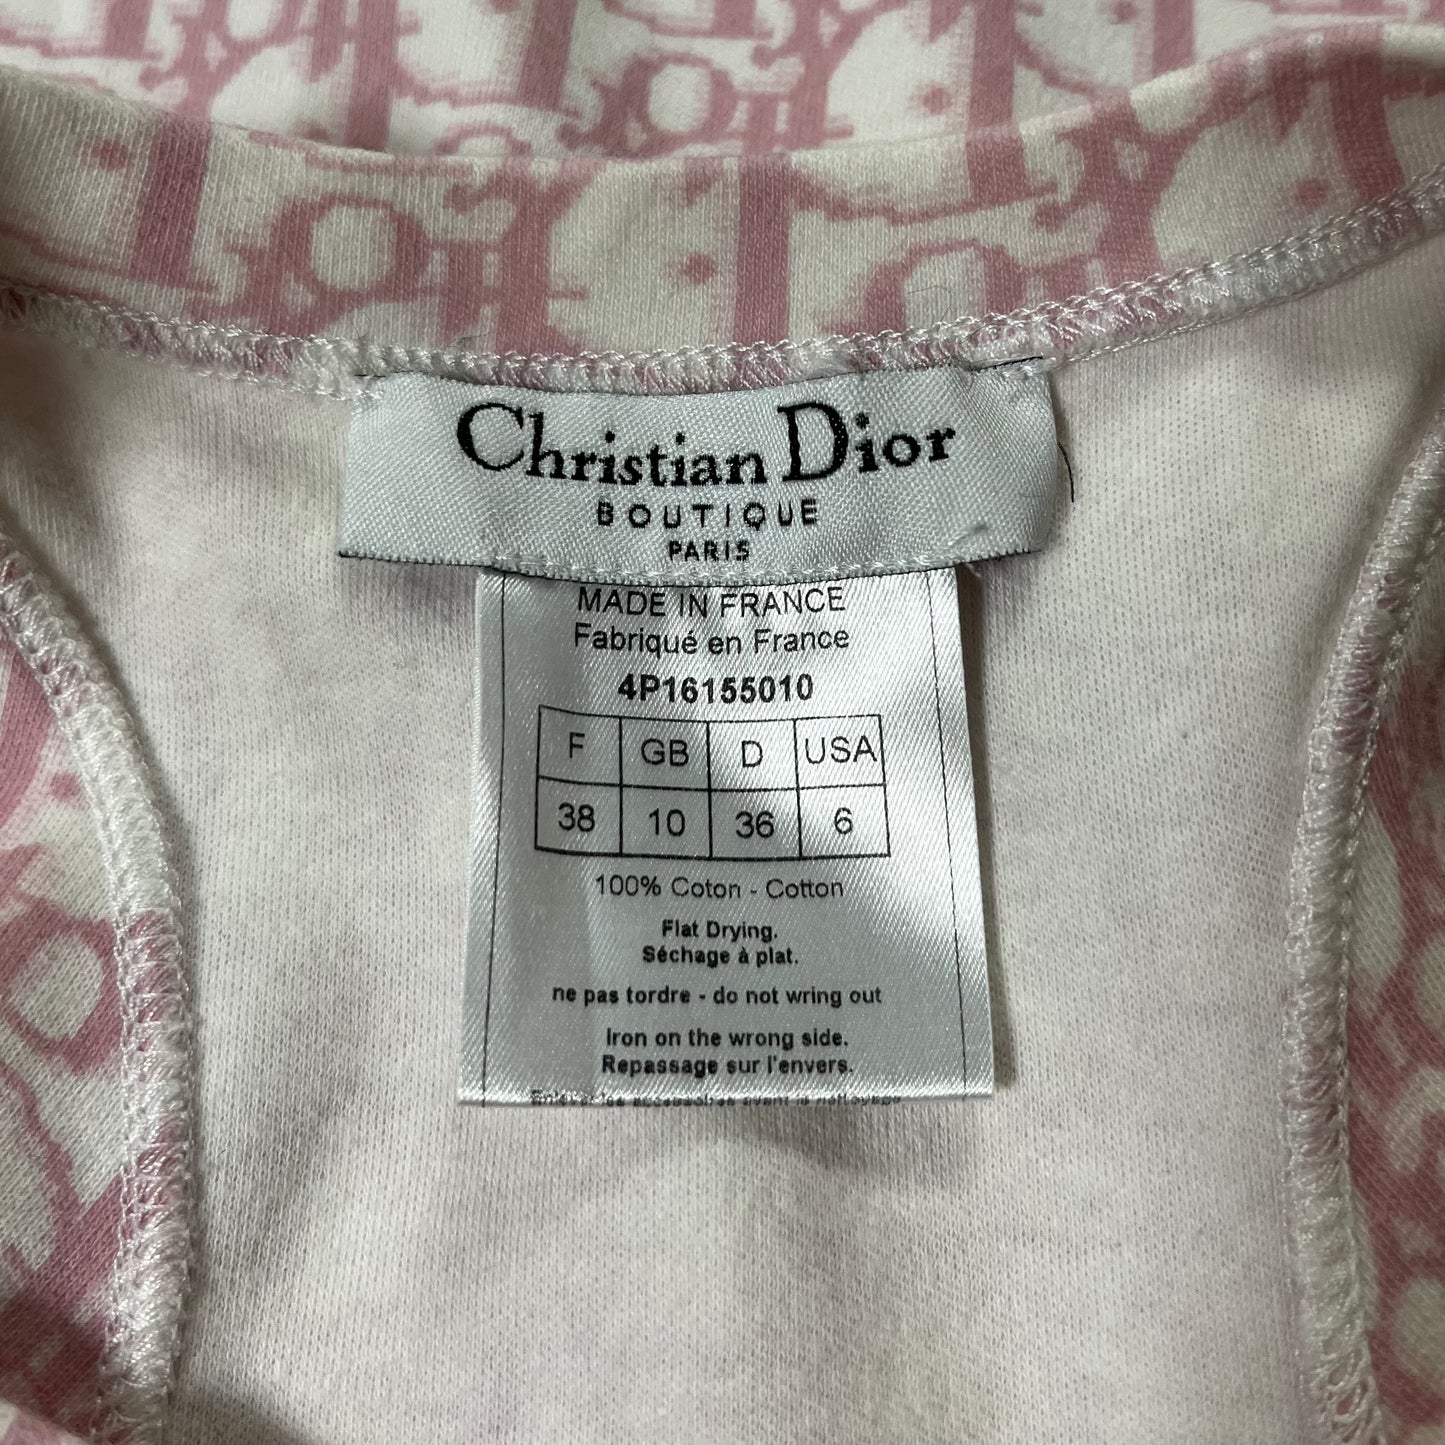 Christian Dior
BOUTIQUE
PARIS
MADE IN FRANCE
Fabriqué en France
4P16155010
F GB D USA
38 10 36 6
100% Coton - Cotton
Flat Drying.
Séchage à plat.
ne pas tordre - do not wring out
Iron on the wrong side.
Repassage sur l'envers.